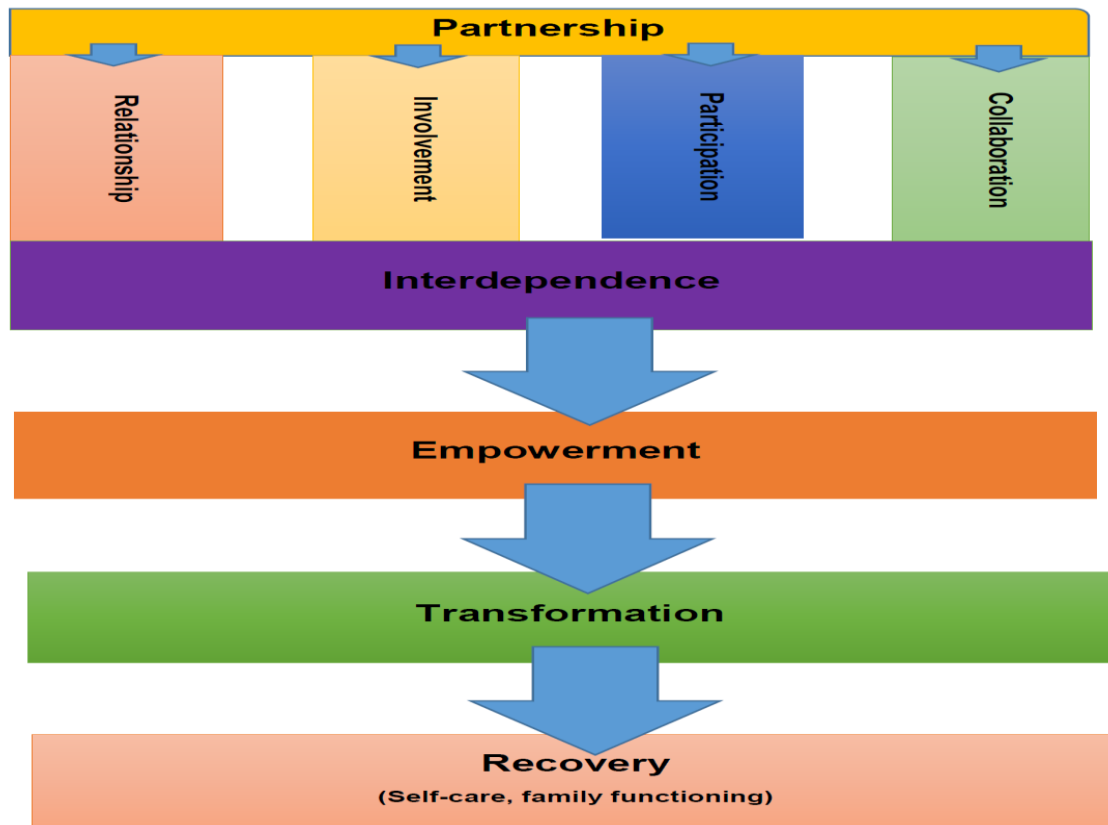 Partnership
Relationship
Involvement
Participation
Collaboration
Interdependence
Empowerment
Transformation
Recovery
(Self-care, family functioning)